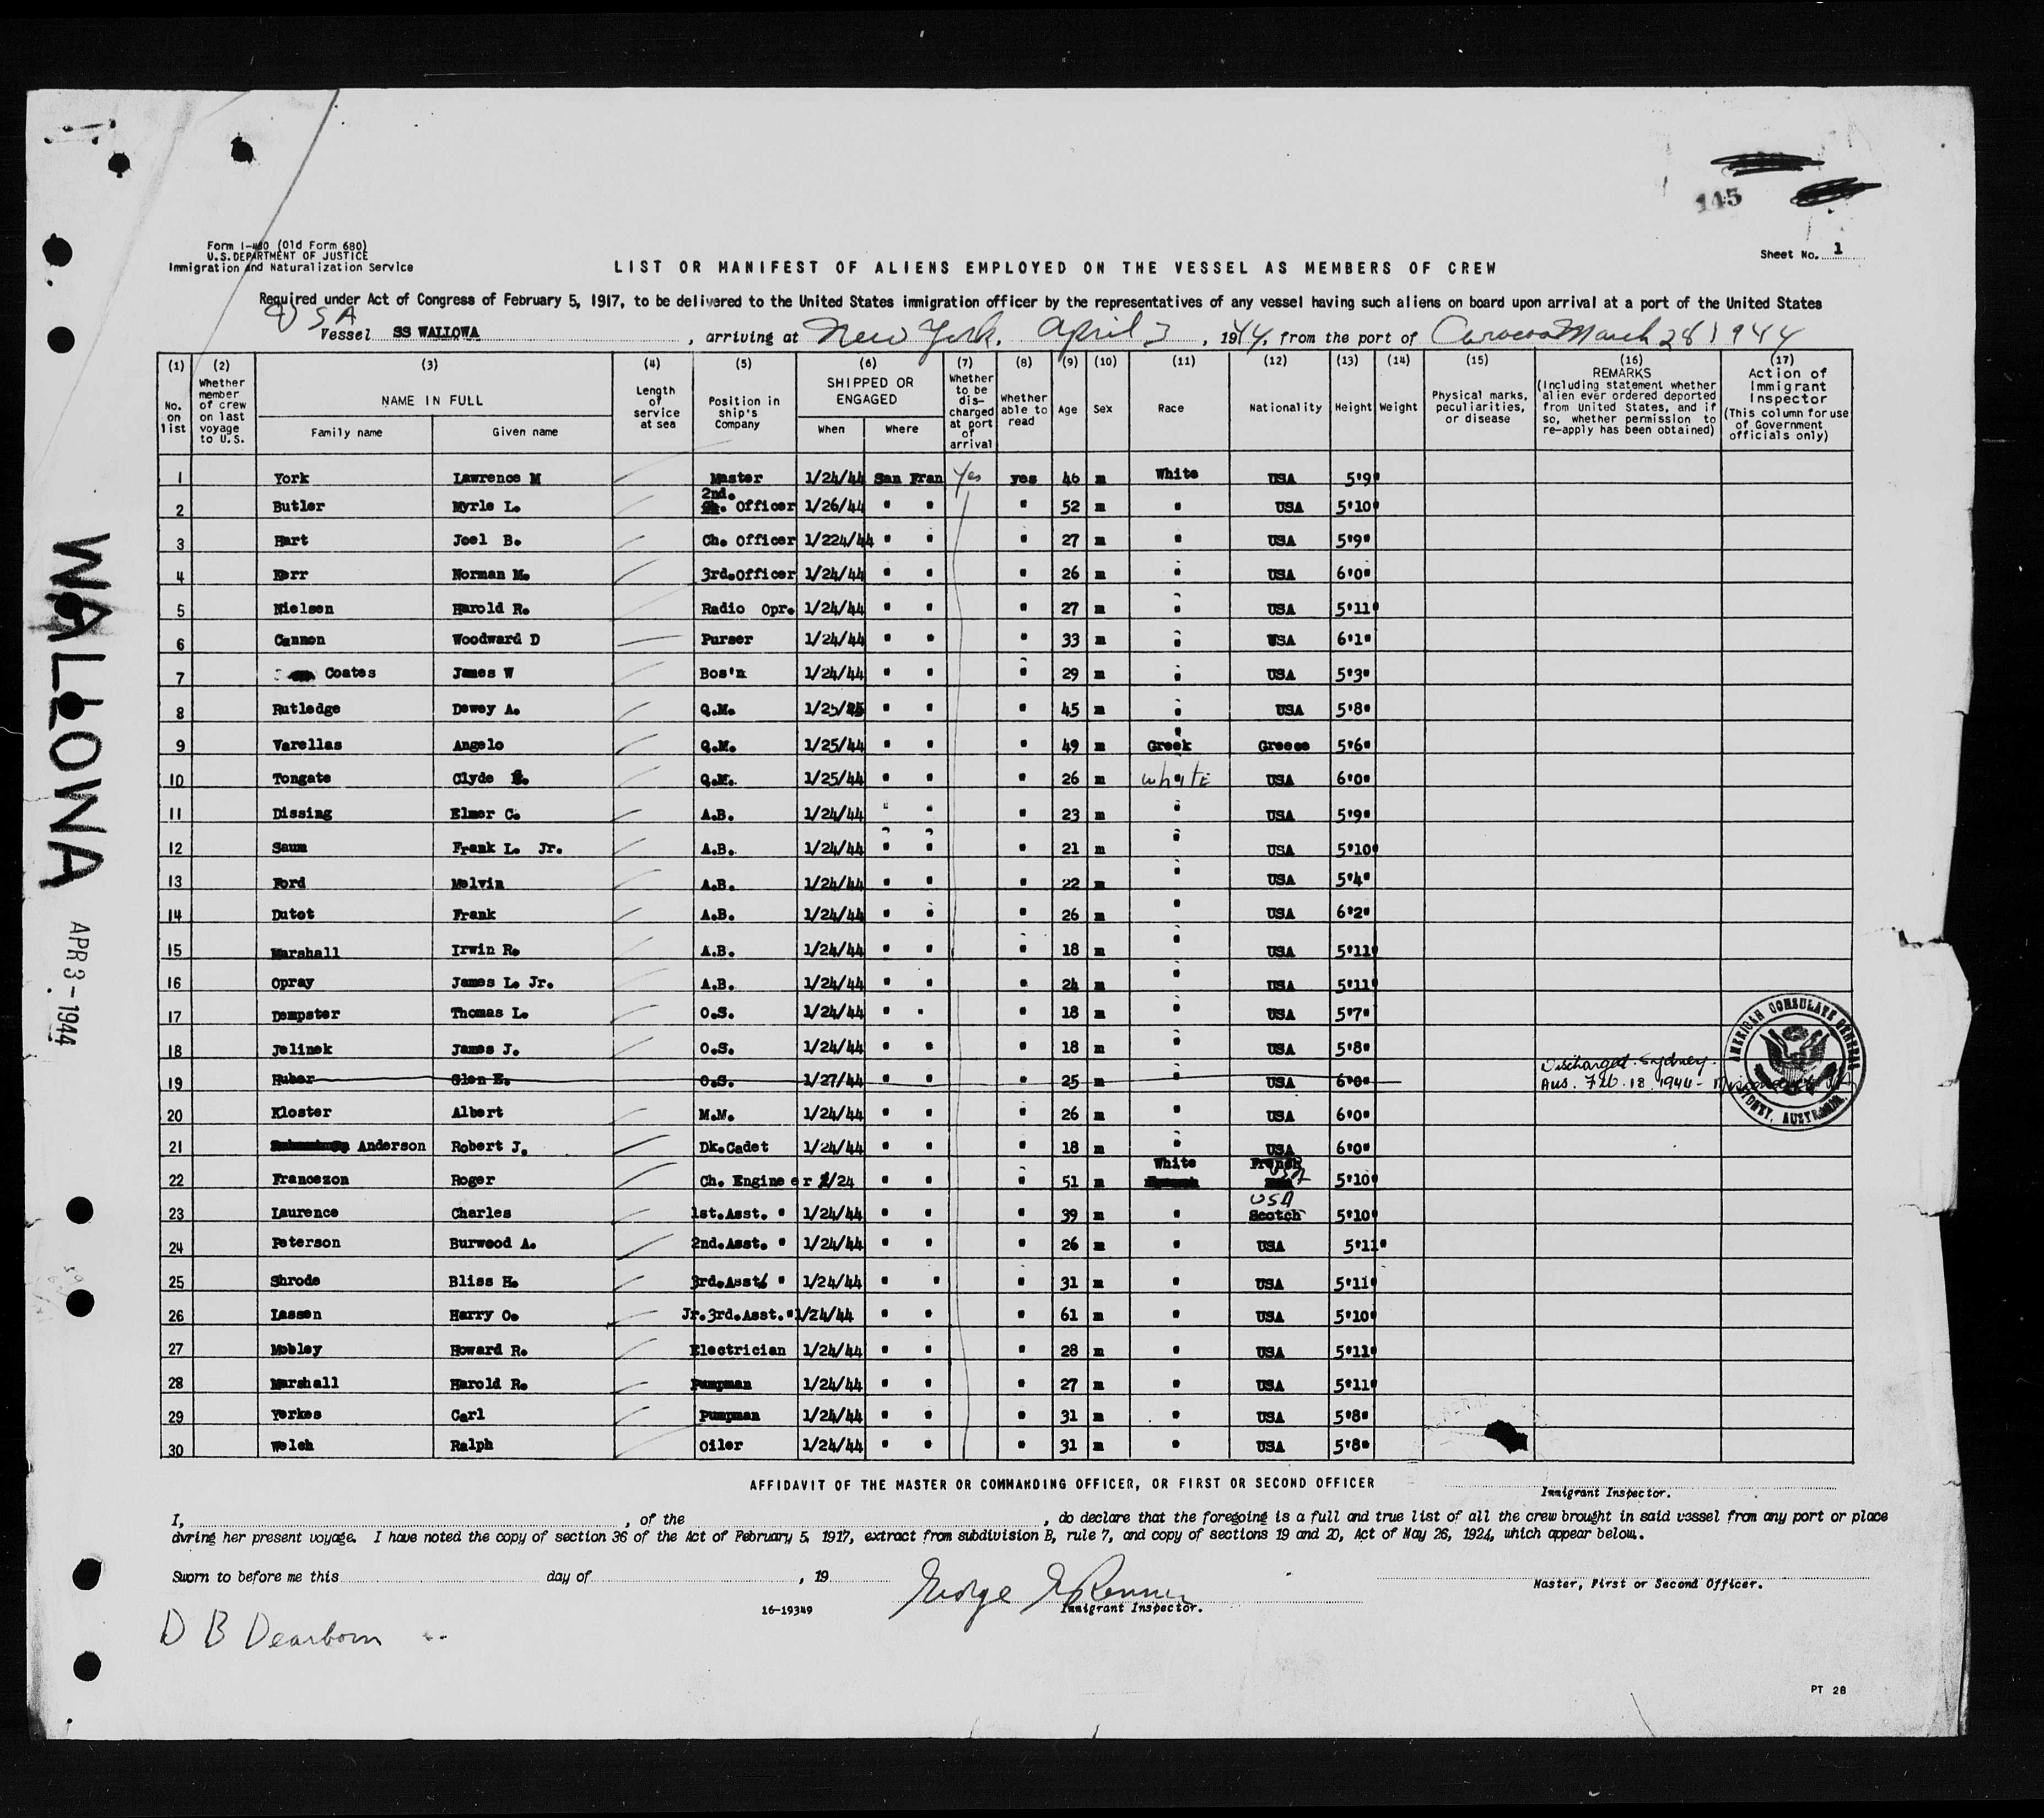 145
Form I-480 (Old Form 680)
U.S. DEPARTMENT OF JUSTICE
Immigration and Naturalization Service
LIST OR MANIFEST OF ALIENS EMPLOYED ON THE VESSEL AS MEMBERS OF CREW
Sheet No. 1
Required under Act of Congress of February 5, 1917, to be delivered to the United States immigration officer by the representatives of any vessel having such aliens on board upon arrival at a port of the United States
USA
Vessel SS WALLOWA, arriving at New York. April 3, 1944, from the port of March 28 1944
(1) (2) (3) (4) (5) (6) (7) (8) (9) (10) (11) (12) (13) (14) (15) (16) (17)
No. on list
Whether member of crew on last voyage to U.S.
NAME IN FULL
Family name Given name
Length of service at sea
Position in ship's Company
SHIPPED OR ENGAGED
When Where
Whether to be discharged at port of arrival
Whether able to read
Age Sex Race Nationality Height Weight
Physical marks, peculiarities, or disease
REMARKS (Including statement whether alien ever ordered deported from United States, and if so, whether permission to re-apply has been obtained)
Action of Immigrant Inspector (This column for use of Government officials only)
1 York Lawrence M Master 1/24/44 San Fran Yes yes 46 m White USA 5'9"
2 Butler Myrle L. 2nd. Officer 1/26/44 " " " 52 m " USA 5'10"
3 Hart Joel B. Ch. Officer 1/224/44 " " " 27 m " USA 5'9"
4 Kerr Norman M. 3rd.Officer 1/24/44 " " " 26 m " USA 6'0"
5 Nielsen Harold R. Radio Opr. 1/24/44 " " " 27 m " USA 5'11"
6 Cannon Woodward D Purser 1/24/44 " " " 33 m " USA 6'1"
7 Coates James W Bos'n 1/24/44 " " " 29 m " USA 5'3"
8 Rutledge Dewey A. Q.M. 1/25/ " " " 45 m " USA 5'8"
9 Varellas Angelo Q.M. 1/25/44 " " " 49 m Greek Greece 5'6"
10 Tongate Clyde Q.M. 1/25/44 " " " 26 m White USA 6'0"
11 Dissing Elmer C. A.B. 1/24/44 " " " 23 m " USA 5'9"
12 Saum Frank L. Jr. A.B. 1/24/44 " " " 21 m " USA 5'10"
13 Ford Melvin A.B. 1/24/44 " " " 22 m " USA 5'4"
14 Dutot Frank A.B. 1/24/44 " " " 26 m " USA 6'2"
15 Marshall Irwin R. A.B. 1/24/44 " " " 18 m " USA 5'11"
16 Opray James L. Jr. A.B. 1/24/44 " " " 24 m " USA 5'11"
17 Dempster Thomas L. O.S. 1/24/44 " " " 18 m " USA 5'7"
18 Jelinek James J. O.S. 1/24/44 " " " 18 m " USA 5'8"
19 Huber Glen E. O.S. 1/27/44 " " " 25 m " USA 6'0" Discharged. Sydney. Aus. Feb. 18 1944 -
20 Kloster Albert M.M. 1/24/44 " " " 26 m " USA 6'0"
21 Anderson Robert J. Dk.Cadet 1/24/44 " " " 18 m " USA 6'0"
22 Francezon Roger Ch. Engineer /24 " " " 51 m White French USA 5'10"
23 Laurence Charles 1st.Asst. " 1/24/44 " " " 39 m " USA Scotch 5'10"
24 Peterson Burwood A. 2nd.Asst. " 1/24/44 " " " 26 m " USA 5'11"
25 Shrode Bliss H. 3rd.Asst. " 1/24/44 " " " 31 m " USA 5'11"
26 Lassen Harry O. Jr.3rd.Asst. " 1/24/44 " " " 61 m " USA 5'10"
27 Mobley Howard R. Electrician 1/24/44 " " " 28 m " USA 5'11"
28 Marshall Harold R. Pumpman 1/24/44 " " " 27 m " USA 5'11"
29 Yerkes Carl Pumpman 1/24/44 " " " 31 m " USA 5'8"
30 Welch Ralph Oiler 1/24/44 " " " 31 m " USA 5'8"
AMERICAN CONSULATE GENERAL
SYDNEY, AUSTRALIA.
WALLOWA
APR 3-1944
AFFIDAVIT OF THE MASTER OR COMMANDING OFFICER, OR FIRST OR SECOND OFFICER
Immigrant Inspector.
I, , of the , do declare that the foregoing is a full and true list of all the crew brought in said vessel from any port or place
during her present voyage. I have noted the copy of section 36 of the Act of February 5, 1917, extract from subdivision B, rule 7, and copy of sections 19 and 20, Act of May 26, 1924, which appear below.
Sworn to before me this day of , 19
George
Master, First or Second Officer.
16-19349
Immigrant Inspector.
D B Dearborn
PT 28